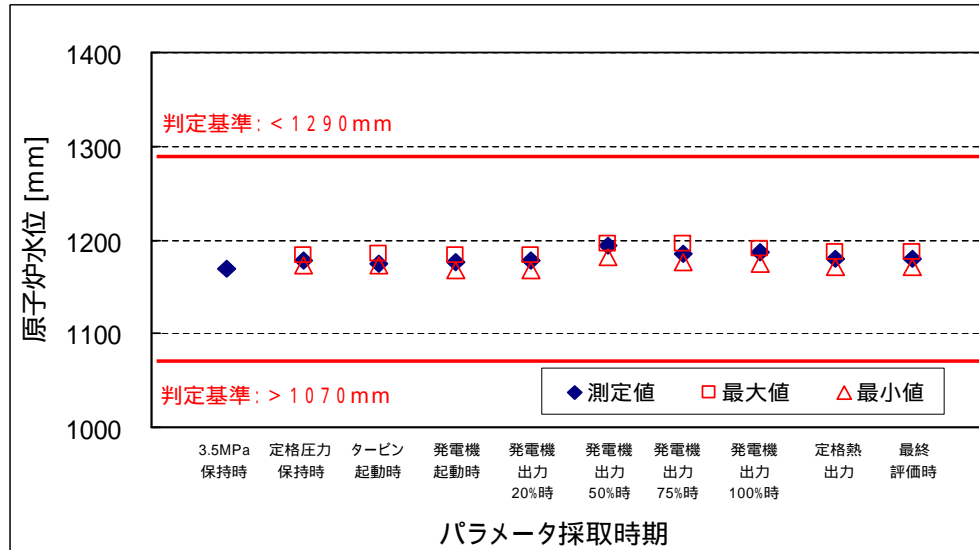 1400
1300
1200
1100
1000
原子炉水位 [mm]
判定基準: < 1290mm
判定基準: > 1070mm
測定値 最大値 最小値
3.5MPa
保持時
定格圧力
保持時
タービン
起動時
発電機
起動時
発電機
出力
20%時
発電機
出力
50%時
発電機
出力
75%時
発電機
出力
100%時
定格熱
出力
最終
評価時
パラメータ採取時期